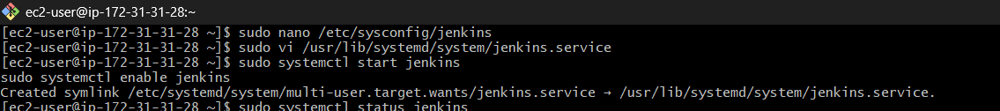 ec2-user@ip-172-31-31-28:~
[ec2-user@ip-172-31-31-28 ~]$ sudo nano /etc/sysconfig/jenkins
[ec2-user@ip-172-31-31-28 ~]$ sudo vi /usr/lib/systemd/system/jenkins.service
[ec2-user@ip-172-31-31-28 ~]$ sudo systemctl start jenkins
sudo systemctl enable jenkins
Created symlink /etc/systemd/system/multi-user.target.wants/jenkins.service → /usr/lib/systemd/system/jenkins.service.
[ec2-user@ip-172-31-31-28 ~]$ sudo systemctl status jenkins